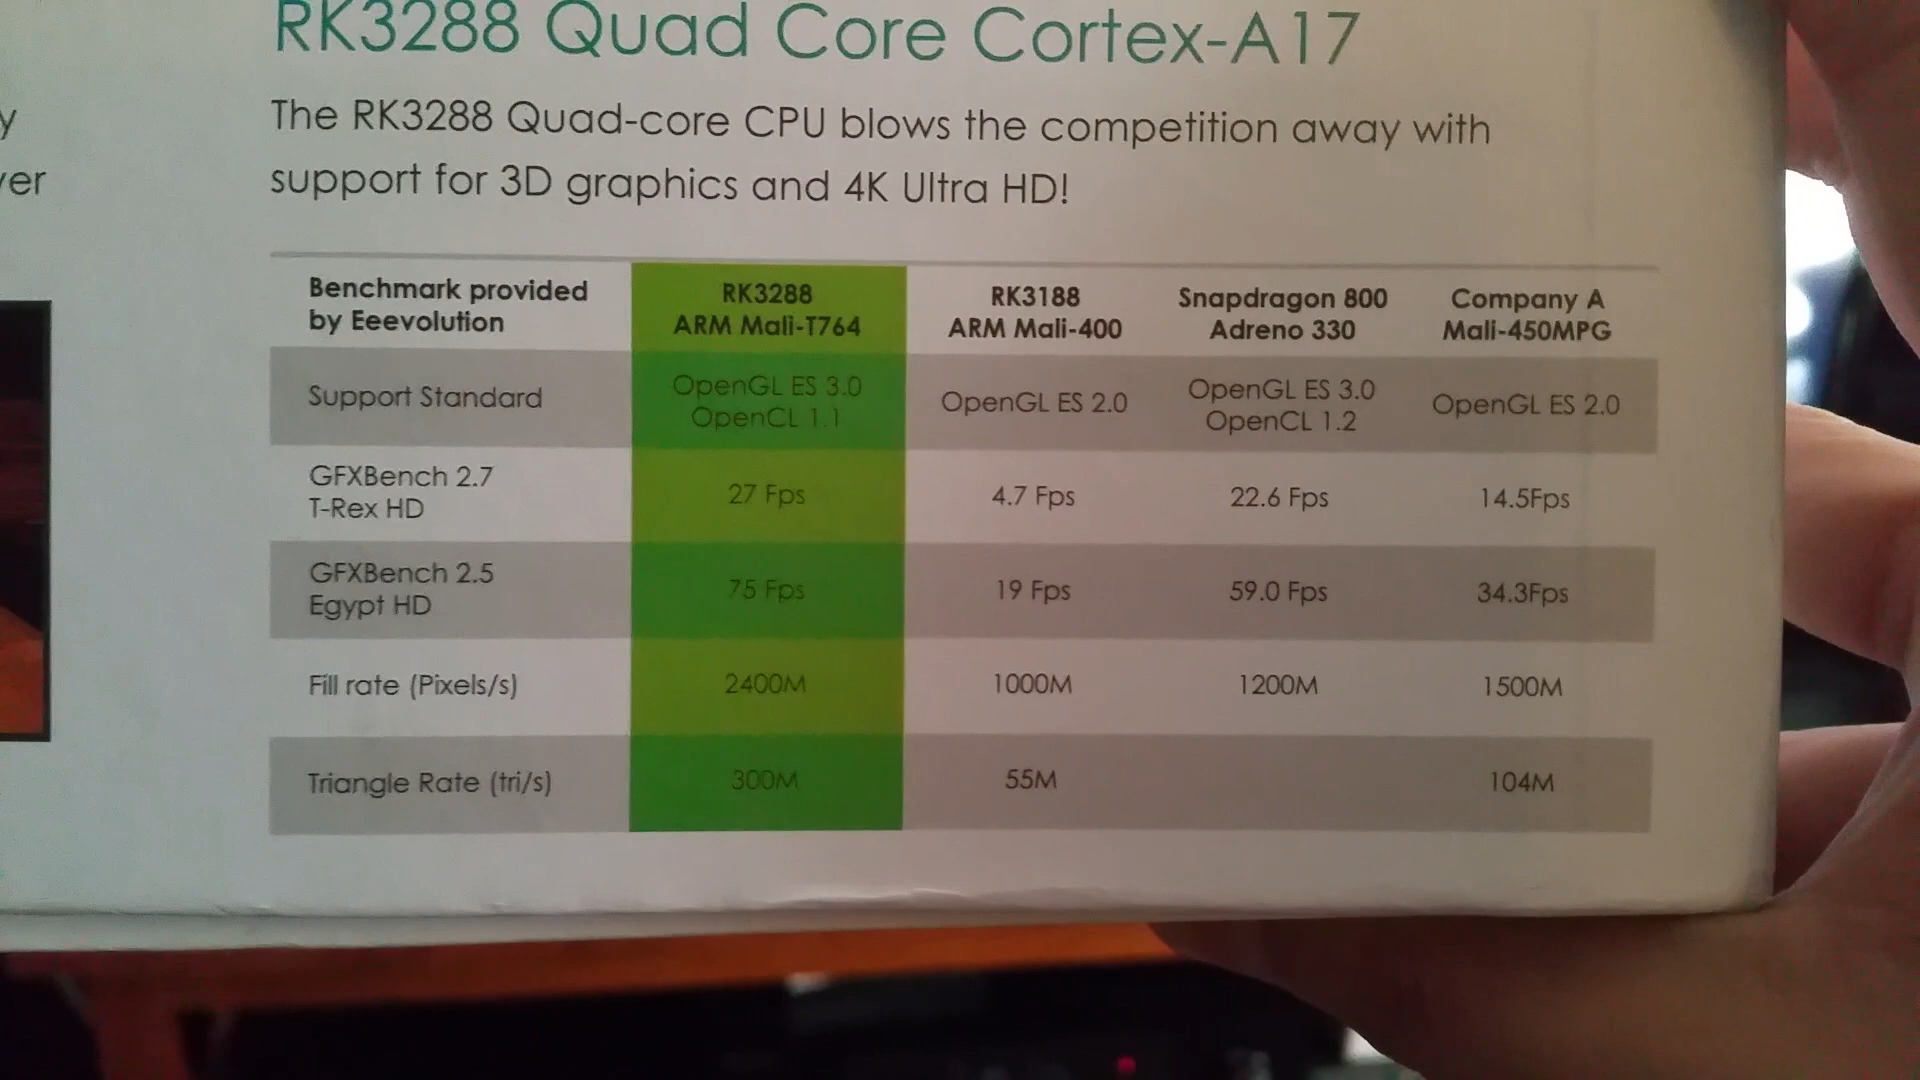 RK3288 Quad Core Cortex-A17
The RK3288 Quad-core CPU blows the competition away with
support for 3D graphics and 4K Ultra HD!
y
er
Benchmark provided
by Eeevolution
RK3288
ARM Mali-T764
RK3188
ARM Mali-400
Snapdragon 800
Adreno 330
Company A
Mali-450MPG
Support Standard
OpenGL ES 3.0
OpenCL 1.1
OpenGL ES 2.0
OpenGL ES 3.0
OpenCL 1.2
OpenGL ES 2.0
GFXBench 2.7
T-Rex HD
27 Fps
4.7 Fps
22.6 Fps
14.5Fps
GFXBench 2.5
Egypt HD
75 Fps
19 Fps
59.0 Fps
34.3Fps
Fill rate (Pixels/s)
2400M
1000M
1200M
1500M
Triangle Rate (tri/s)
300M
55M
104M